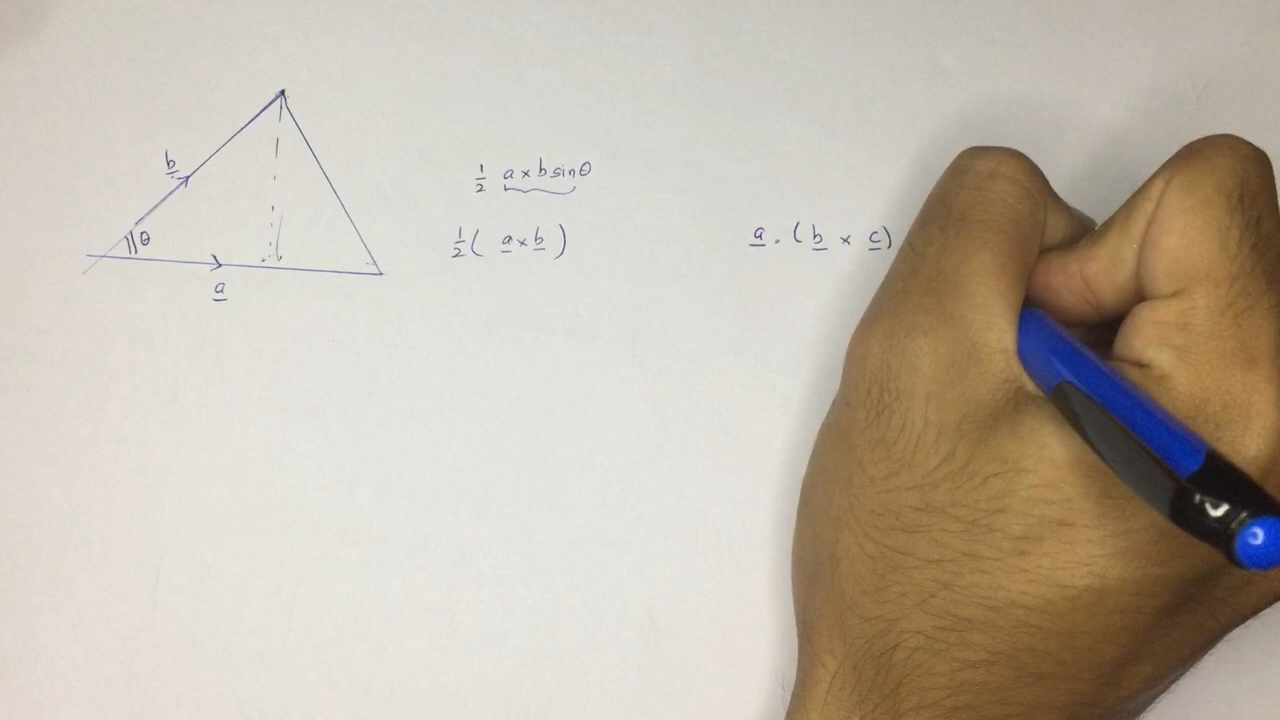 b
θ
a
½ a × b sinθ
½ ( a × b )
a . ( b × c )